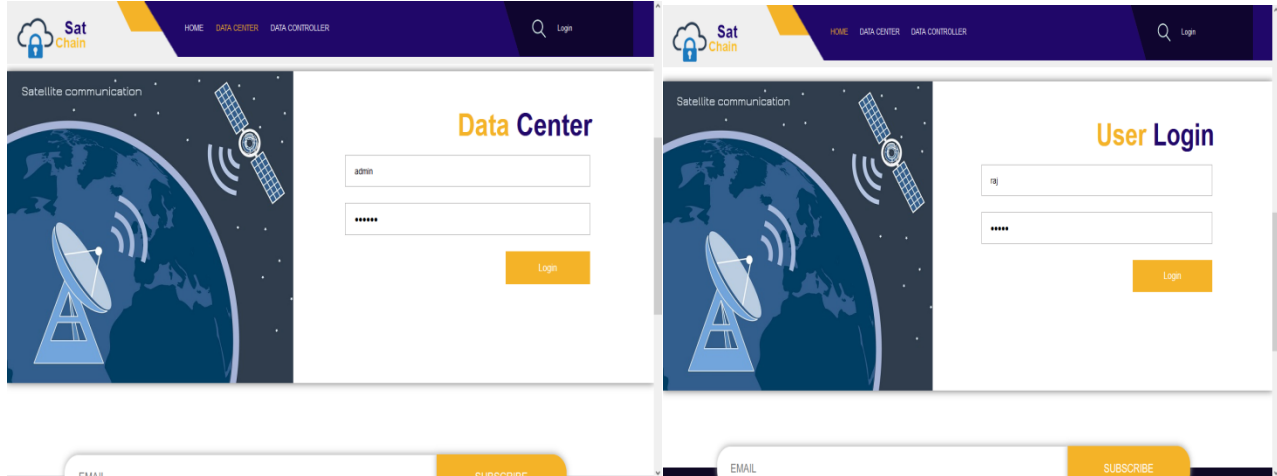 Sat
Chain
HOME DATA CENTER DATA CONTROLLER
Login
Satellite communication
Data Center
admin
••••••
Login
EMAIL
SUBSCRIBE
Sat
Chain
HOME DATA CENTER DATA CONTROLLER
Login
Satellite communication
User Login
raj
•••••
Login
EMAIL
SUBSCRIBE